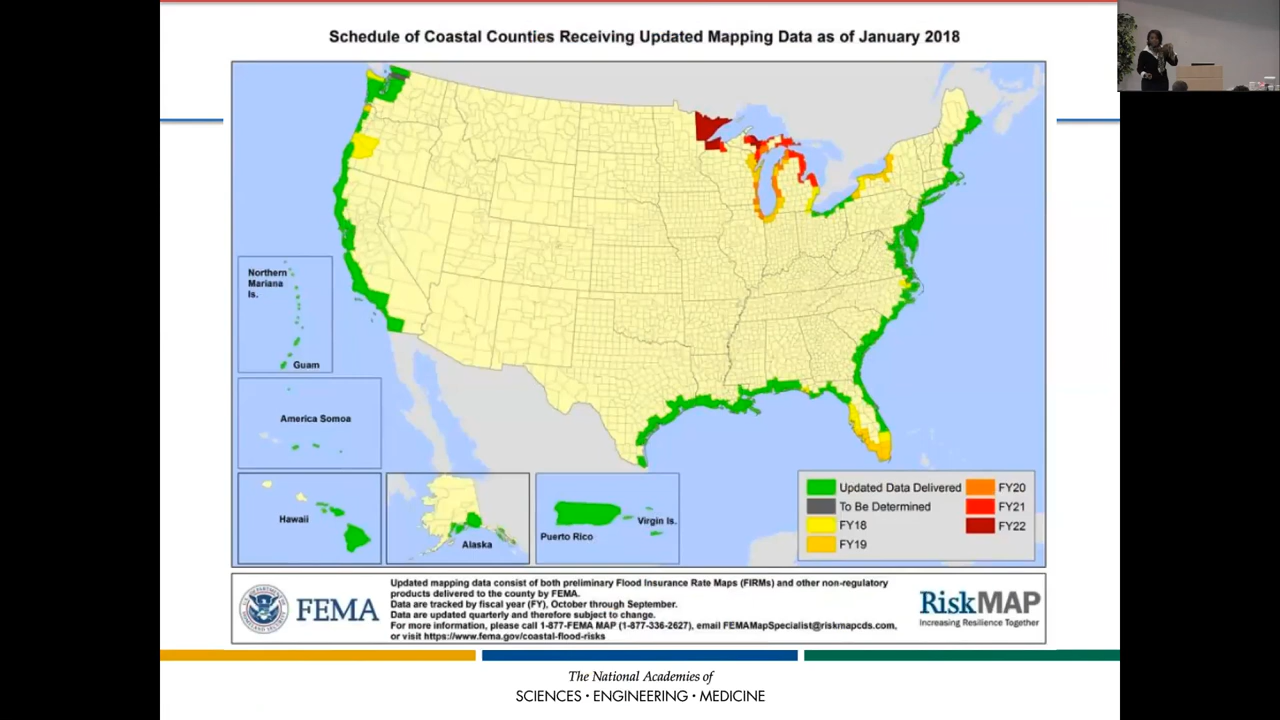 Schedule of Coastal Counties Receiving Updated Mapping Data as of January 2018
Northern
Mariana
Is.
Guam
America Somoa
Hawaii
Alaska
Puerto Rico
Virgin Is.
Updated Data Delivered
To Be Determined
FY18
FY19
FY20
FY21
FY22
FEMA
Updated mapping data consist of both preliminary Flood Insurance Rate Maps (FIRMs) and other non-regulatory
products delivered to the county by FEMA.
Data are tracked by fiscal year (FY), October through September.
Data are updated quarterly and therefore subject to change.
For more information, please call 1-877-FEMA MAP (1-877-336-2627), email FEMAMapSpecialist@riskmapcds.com,
or visit https://www.fema.gov/coastal-flood-risks
RiskMAP
Increasing Resilience Together
The National Academies of
SCIENCES · ENGINEERING · MEDICINE